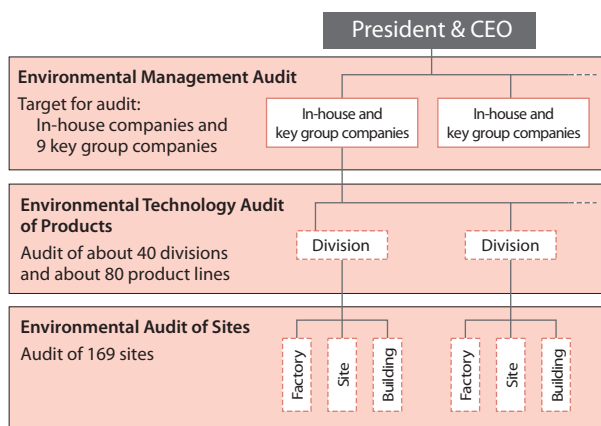 President & CEO
Environmental Management Audit
Target for audit:
In-house companies and
9 key group companies
In-house and
key group companies
In-house and
key group companies
Environmental Technology Audit
of Products
Audit of about 40 divisions
and about 80 product lines
Division
Division
Environmental Audit of Sites
Audit of 169 sites
Factory
Site
Building
Factory
Site
Building